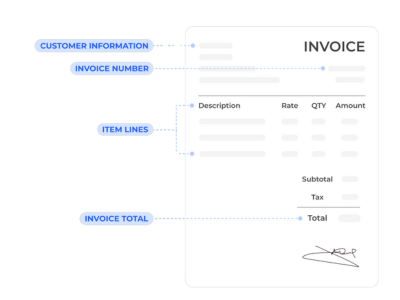 INVOICE
CUSTOMER INFORMATION
INVOICE NUMBER
Description Rate QTY Amount
ITEM LINES
Subtotal
Tax
INVOICE TOTAL
Total